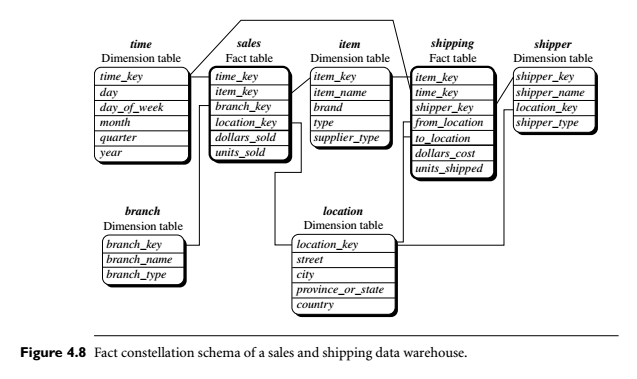 time
Dimension table
time_key
day
day_of_week
month
quarter
year
sales
Fact table
time_key
item_key
branch_key
location_key
dollars_sold
units_sold
item
Dimension table
item_key
item_name
brand
type
supplier_type
shipping
Fact table
item_key
time_key
shipper_key
from_location
to_location
dollars_cost
units_shipped
shipper
Dimension table
shipper_key
shipper_name
location_key
shipper_type
branch
Dimension table
branch_key
branch_name
branch_type
location
Dimension table
location_key
street
city
province_or_state
country
Figure 4.8 Fact constellation schema of a sales and shipping data warehouse.